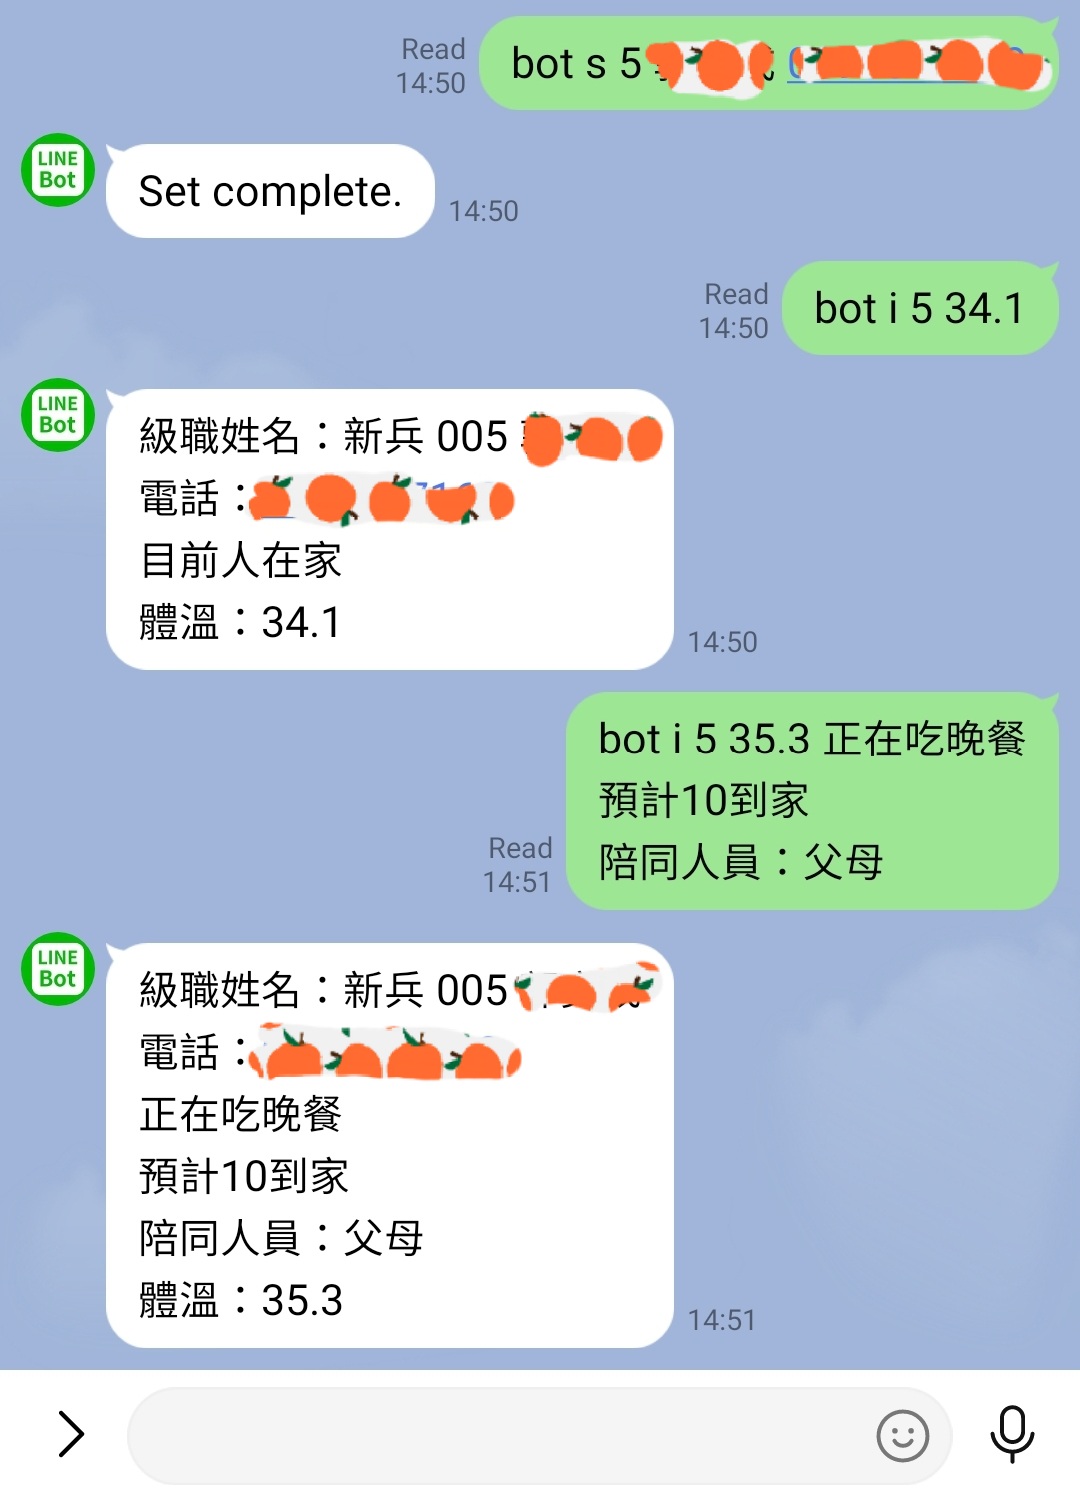 Read
14:50
bot s 5
LINE
Bot
Set complete.
14:50
Read
14:50
bot i 5 34.1
LINE
Bot
級職姓名：新兵 005
電話：
目前人在家
體溫：34.1
14:50
bot i 5 35.3 正在吃晚餐
預計10到家
陪同人員：父母
Read
14:51
LINE
Bot
級職姓名：新兵 005
電話：
正在吃晚餐
預計10到家
陪同人員：父母
體溫：35.3
14:51